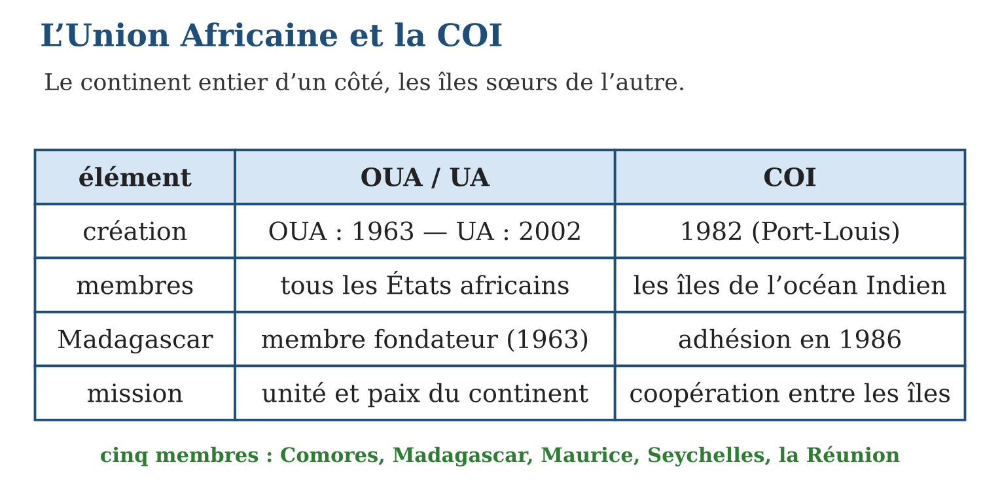 L’Union Africaine et la COI
Le continent entier d’un côté, les îles sœurs de l’autre.
élément OUA / UA COI
création OUA : 1963 — UA : 2002 1982 (Port-Louis)
membres tous les États africains les îles de l’océan Indien
Madagascar membre fondateur (1963) adhésion en 1986
mission unité et paix du continent coopération entre les îles
cinq membres : Comores, Madagascar, Maurice, Seychelles, la Réunion